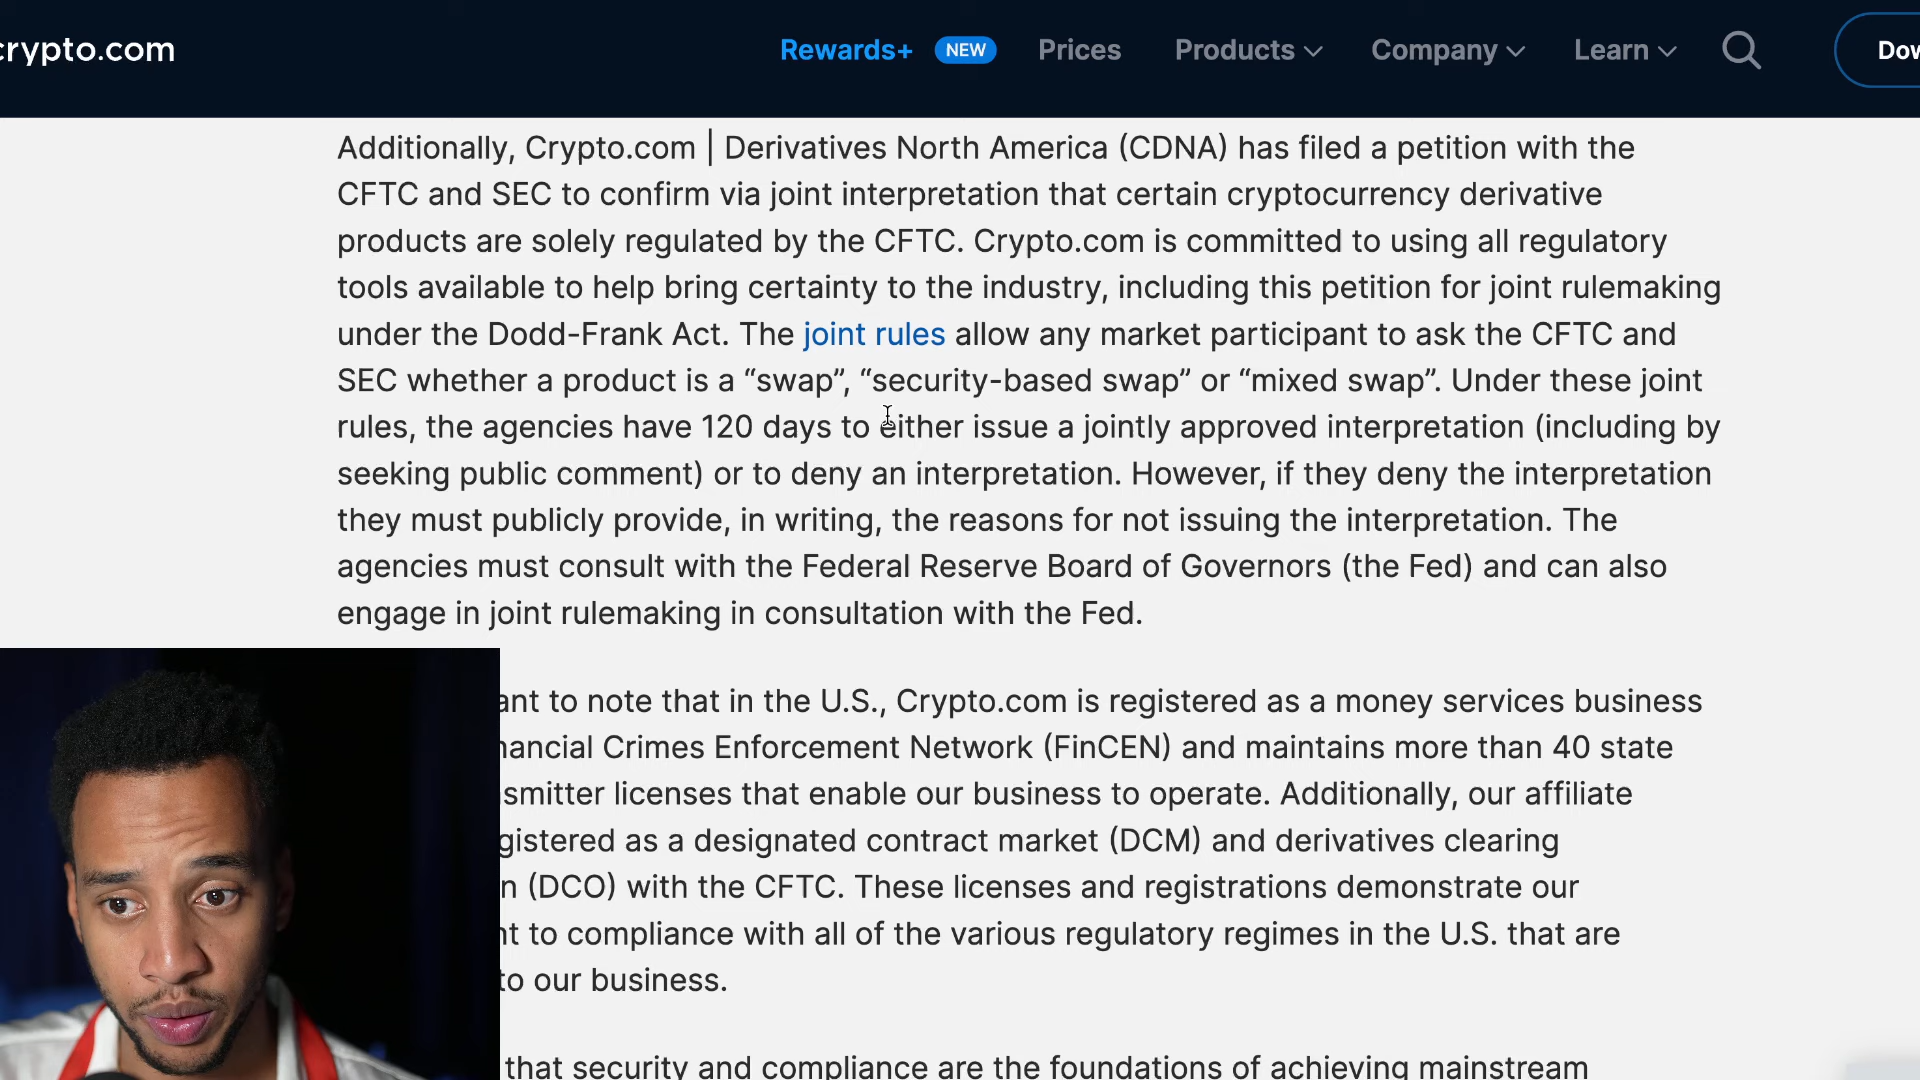 crypto.com
Rewards+ NEW Prices Products Company Learn Dow
Additionally, Crypto.com | Derivatives North America (CDNA) has filed a petition with the
CFTC and SEC to confirm via joint interpretation that certain cryptocurrency derivative
products are solely regulated by the CFTC. Crypto.com is committed to using all regulatory
tools available to help bring certainty to the industry, including this petition for joint rulemaking
under the Dodd-Frank Act. The joint rules allow any market participant to ask the CFTC and
SEC whether a product is a “swap”, “security-based swap” or “mixed swap”. Under these joint
rules, the agencies have 120 days to either issue a jointly approved interpretation (including by
seeking public comment) or to deny an interpretation. However, if they deny the interpretation
they must publicly provide, in writing, the reasons for not issuing the interpretation. The
agencies must consult with the Federal Reserve Board of Governors (the Fed) and can also
engage in joint rulemaking in consultation with the Fed.
ant to note that in the U.S., Crypto.com is registered as a money services business
nancial Crimes Enforcement Network (FinCEN) and maintains more than 40 state
smitter licenses that enable our business to operate. Additionally, our affiliate
gistered as a designated contract market (DCM) and derivatives clearing
n (DCO) with the CFTC. These licenses and registrations demonstrate our
nt to compliance with all of the various regulatory regimes in the U.S. that are
to our business.
that security and compliance are the foundations of achieving mainstream